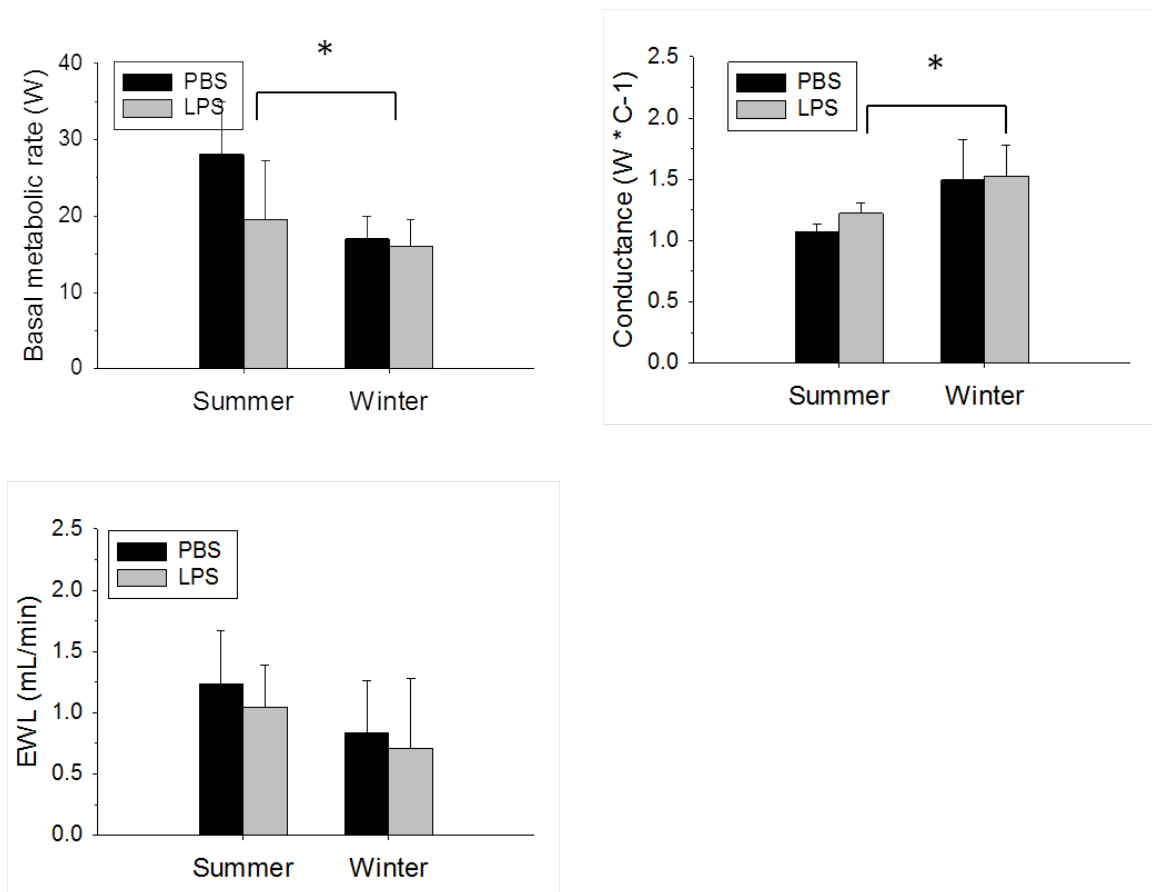 *
Basal metabolic rate (W)
40
30
20
10
0
PBS
LPS
Summer Winter
*
Conductance (W * C-1)
2.5
2.0
1.5
1.0
0.5
0.0
PBS
LPS
Summer Winter
EWL (mL/min)
2.5
2.0
1.5
1.0
0.5
0.0
PBS
LPS
Summer Winter